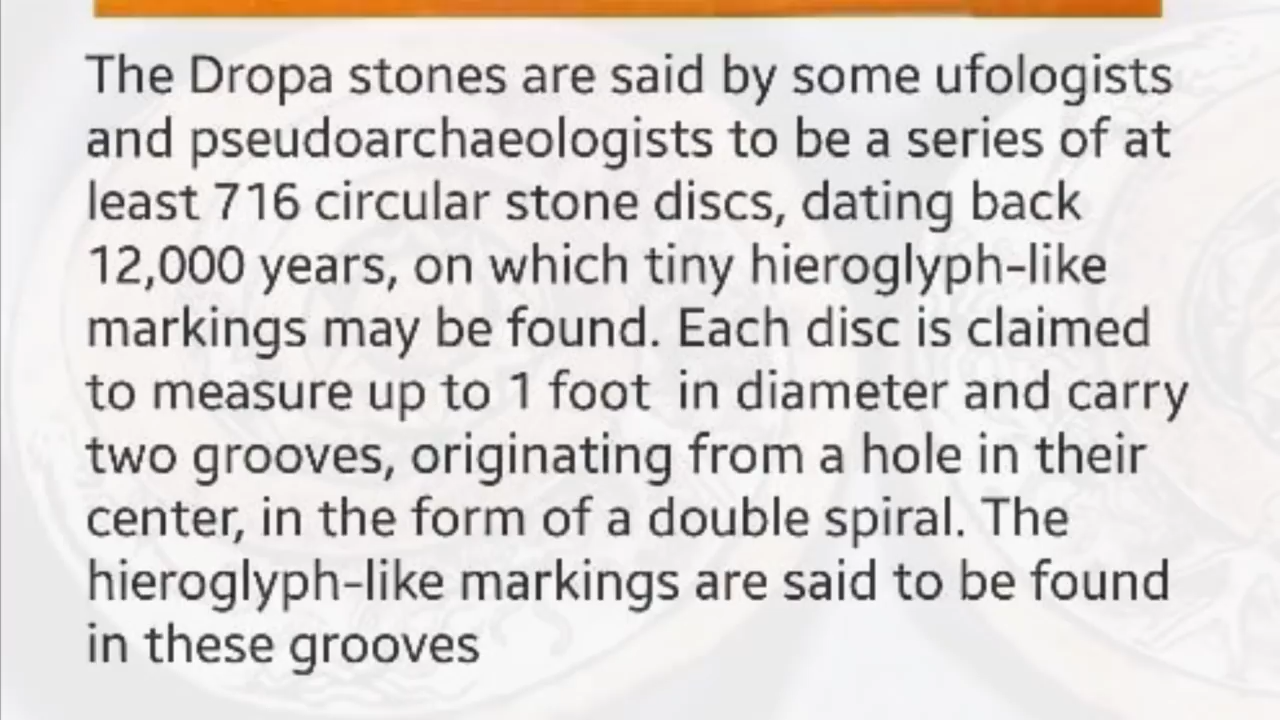 The Dropa stones are said by some ufologists
and pseudoarchaeologists to be a series of at
least 716 circular stone discs, dating back
12,000 years, on which tiny hieroglyph-like
markings may be found. Each disc is claimed
to measure up to 1 foot  in diameter and carry
two grooves, originating from a hole in their
center, in the form of a double spiral. The
hieroglyph-like markings are said to be found
in these grooves